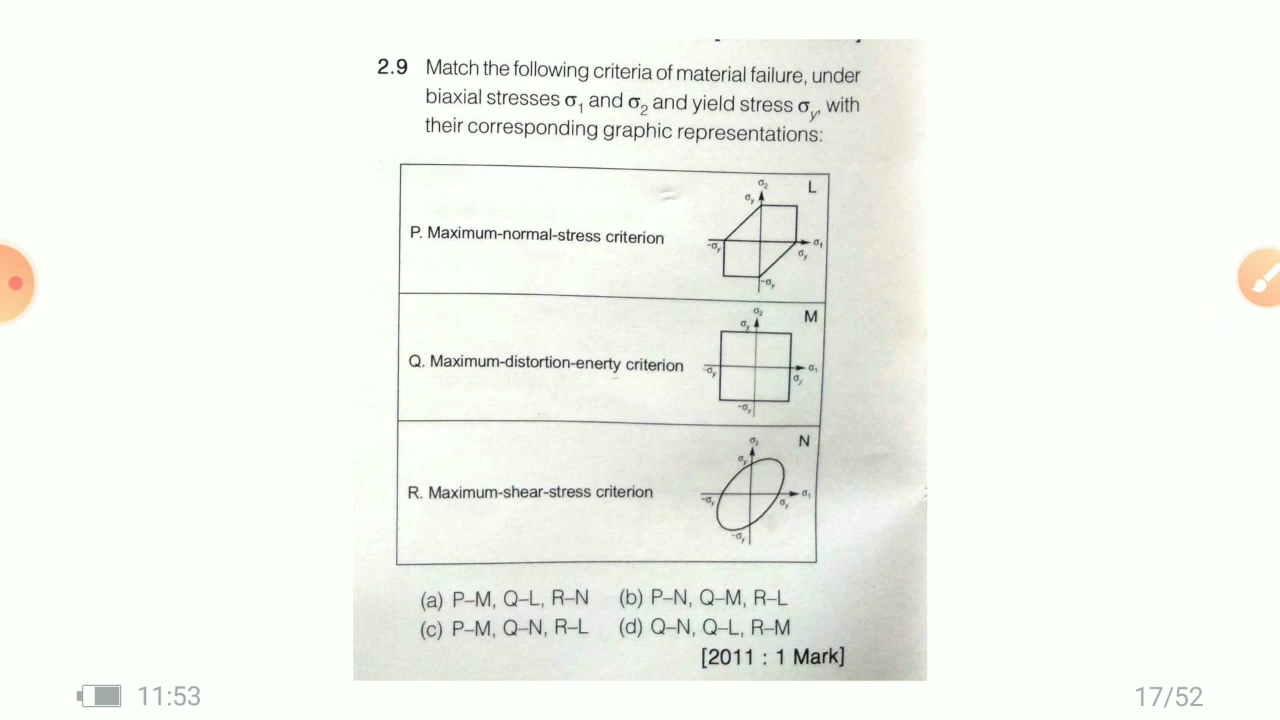 2.9 Match the following criteria of material failure, under
biaxial stresses σ₁ and σ₂ and yield stress σy, with
their corresponding graphic representations:
P. Maximum-normal-stress criterion
σ₂
L
σy
-σy
σ₁
σy
-σy
Q. Maximum-distortion-enerty criterion
σ₂
M
σy
-σy
σ₁
σy
-σy
R. Maximum-shear-stress criterion
σ₂
N
σy
-σy
σ₁
σy
-σy
(a) P–M, Q–L, R–N (b) P–N, Q–M, R–L
(c) P–M, Q–N, R–L (d) Q–N, Q–L, R–M
[2011 : 1 Mark]
11:53
17/52